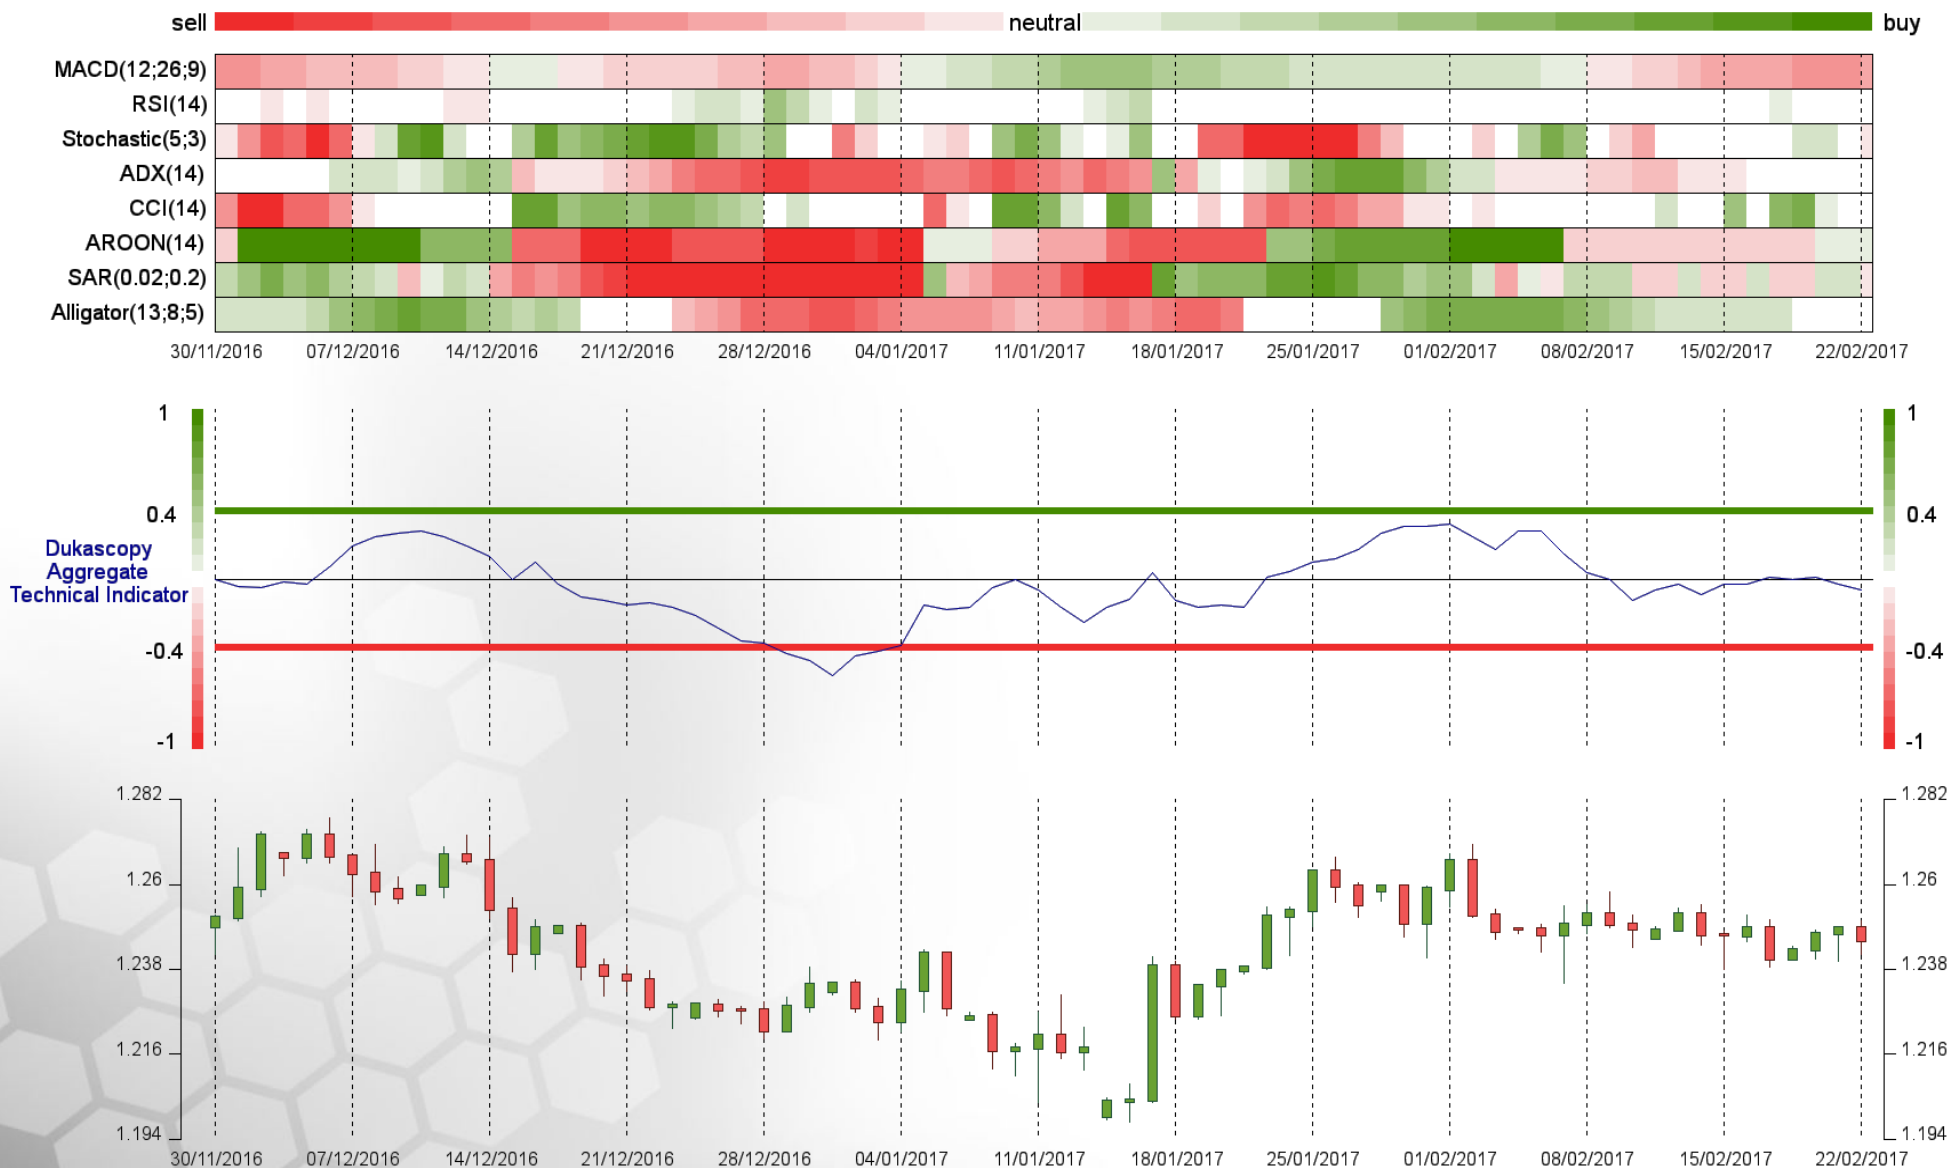 sell neutral buy
MACD(12;26;9)
RSI(14)
Stochastic(5;3)
ADX(14)
CCI(14)
AROON(14)
SAR(0.02;0.2)
Alligator(13;8;5)
30/11/2016 07/12/2016 14/12/2016 21/12/2016 28/12/2016 04/01/2017 11/01/2017 18/01/2017 25/01/2017 01/02/2017 08/02/2017 15/02/2017 22/02/2017
1 1
0.4 0.4
Dukascopy
Aggregate
Technical Indicator
-0.4 -0.4
-1 -1
1.282 1.282
1.26 1.26
1.238 1.238
1.216 1.216
1.194 1.194
30/11/2016 07/12/2016 14/12/2016 21/12/2016 28/12/2016 04/01/2017 11/01/2017 18/01/2017 25/01/2017 01/02/2017 08/02/2017 15/02/2017 22/02/2017